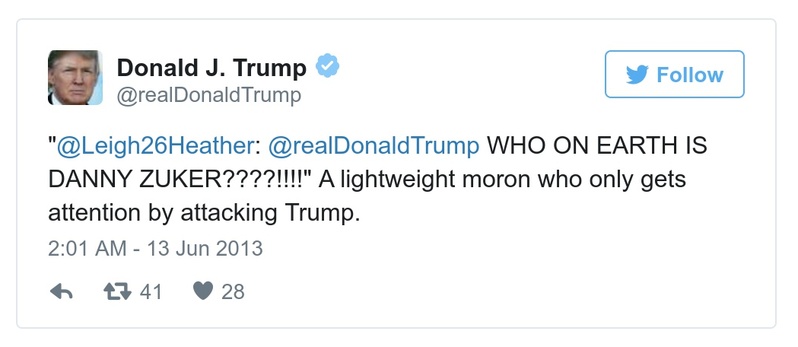 Donald J. Trump
@realDonaldTrump
Follow
"@Leigh26Heather: @realDonaldTrump WHO ON EARTH IS
DANNY ZUKER????!!!!" A lightweight moron who only gets
attention by attacking Trump.
2:01 AM - 13 Jun 2013
41 28